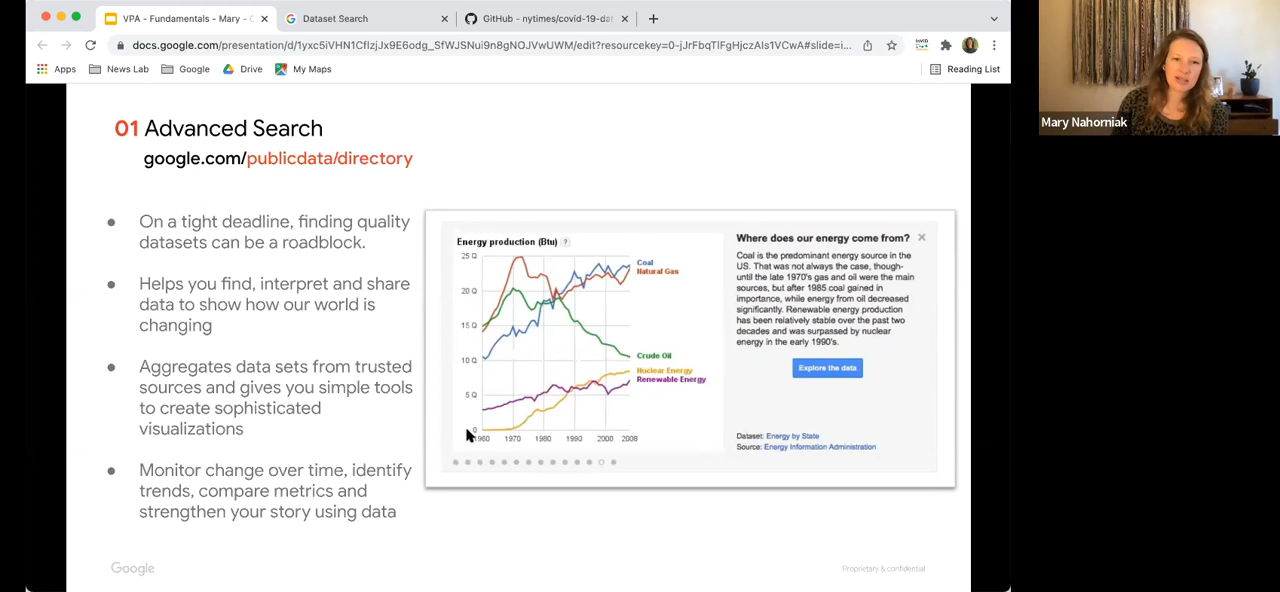 VPA - Fundamentals - Mary -
Dataset Search
GitHub - nytimes/covid-19-da
docs.google.com/presentation/d/1yxc5iVHN1CfIzjJx9E6odg_SfWJSNui9n8gNOJVwUWM/edit?resourcekey=0-jJrFbqTlFgHjczAIs1VCwA#slide=i...
Apps
News Lab
Google
Drive
My Maps
Reading List
01 Advanced Search
google.com/publicdata/directory
● On a tight deadline, finding quality
datasets can be a roadblock.
● Helps you find, interpret and share
data to show how our world is
changing
● Aggregates data sets from trusted
sources and gives you simple tools
to create sophisticated
visualizations
● Monitor change over time, identify
trends, compare metrics and
strengthen your story using data
Energy production (Btu) ?
25 Q
20 Q
15 Q
10 Q
5 Q
0
1960 1970 1980 1990 2000 2008
Coal
Natural Gas
Crude Oil
Nuclear Energy
Renewable Energy
Where does our energy come from?
Coal is the predominant energy source in the
US. That was not always the case, though-
until the late 1970's gas and oil were the main
sources, but after 1985 coal gained in
importance, while energy from oil decreased
significantly. Renewable energy production
has been relatively stable over the past two
decades and was surpassed by nuclear
energy in the early 1990's.
Explore the data
Dataset: Energy by State
Source: Energy Information Administration
Google
Proprietary & confidential
Mary Nahorniak